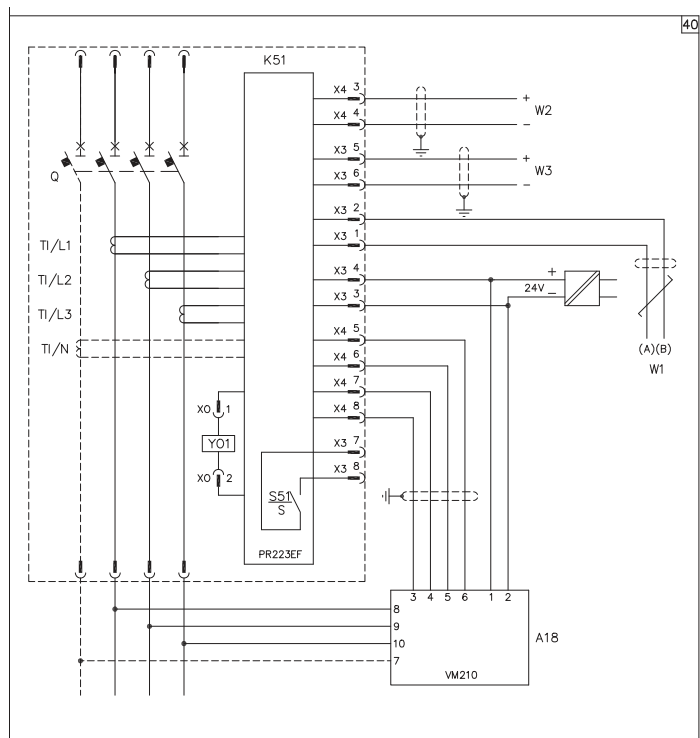 40
K51
X4 3
+
W2
X4 4
–
Q
X3 5
+
W3
X3 6
–
X3 2
X3 1
TI/L1
TI/L2
X3 4
+
24V –
X3 3
TI/L3
TI/N
X4 5
(A)(B)
W1
X4 6
X4 7
X4 8
X0 1
Y01
X0 2
X3 7
X3 8
S51
S
PR223EF
3 4 5 6 1 2
8
9
10
7
A18
VM210